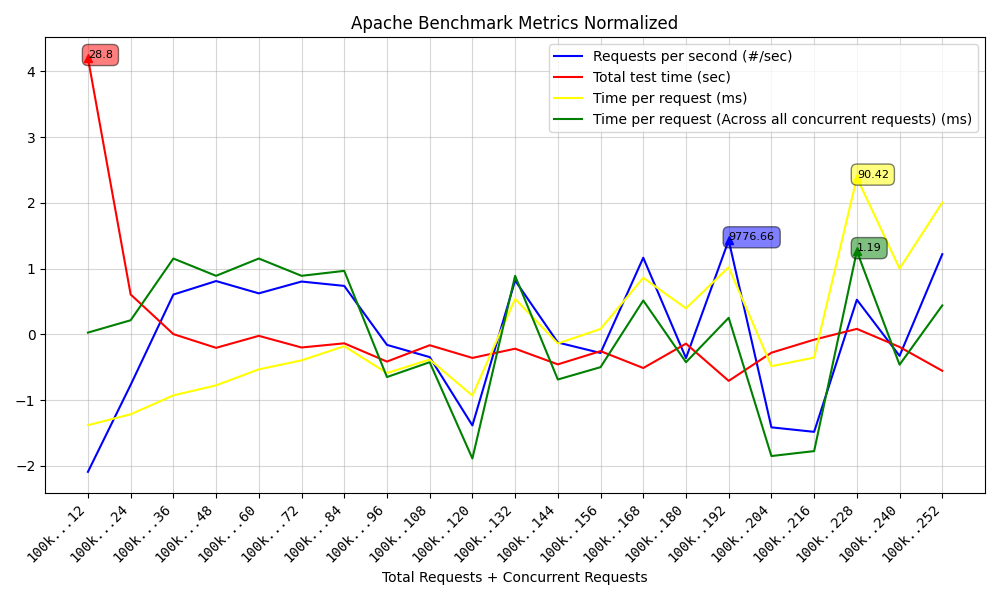 Apache Benchmark Metrics Normalized
Requests per second (#/sec)
Total test time (sec)
Time per request (ms)
Time per request (Across all concurrent requests) (ms)
28.8
90.42
9776.66
1.19
4
3
2
1
0
−1
−2
100k...12
100k...24
100k...36
100k...48
100k...60
100k...72
100k...84
100k...96
100k...108
100k...120
100k...132
100k...144
100k...156
100k...168
100k...180
100k...192
100k...204
100k...216
100k...228
100k...240
100k...252
Total Requests + Concurrent Requests